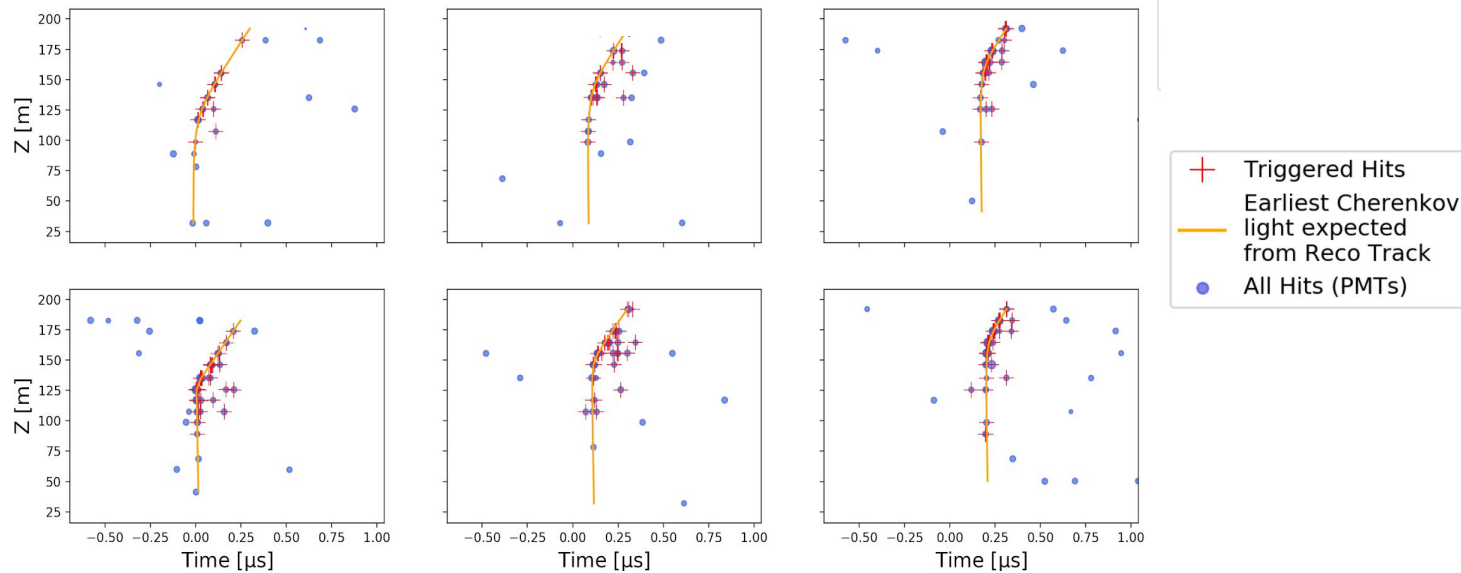 200
175
150
125
100
75
50
25
Z [m]
Triggered Hits
Earliest Cherenkov
light expected
from Reco Track
All Hits (PMTs)
200
175
150
125
100
75
50
25
Z [m]
−0.50 −0.25 0.00 0.25 0.50 0.75 1.00
−0.50 −0.25 0.00 0.25 0.50 0.75 1.00
−0.50 −0.25 0.00 0.25 0.50 0.75 1.00
Time [μs]
Time [μs]
Time [μs]